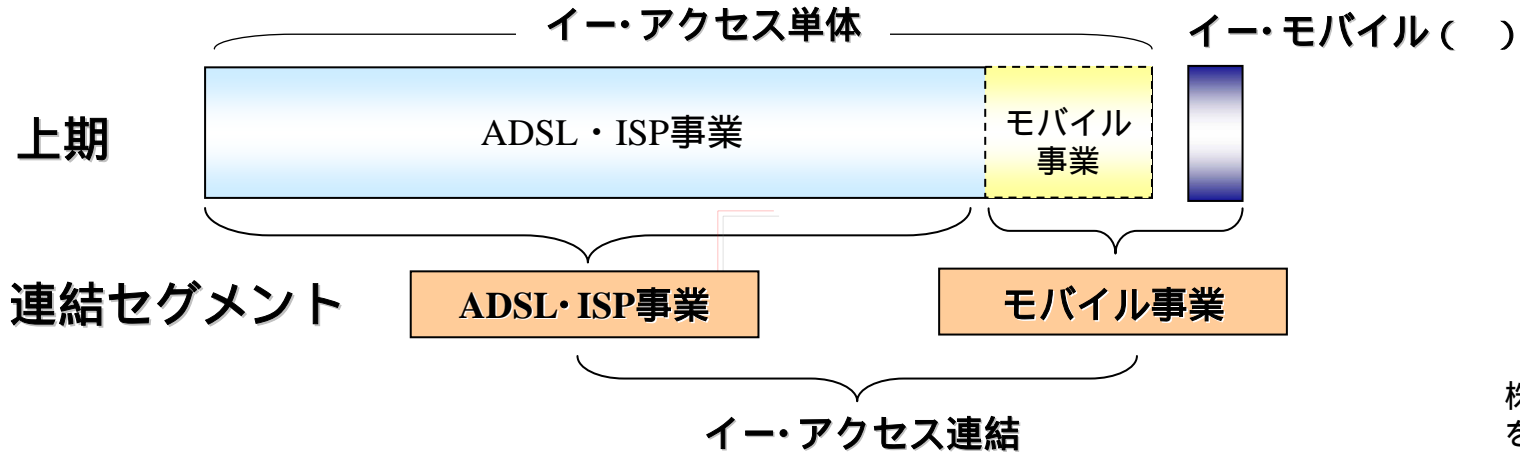 イー・アクセス単体
イー・モバイル (　)
上期
ADSL・ISP事業
モバイル
事業
連結セグメント
ADSL・ISP事業
モバイル事業
イー・アクセス連結
株
を